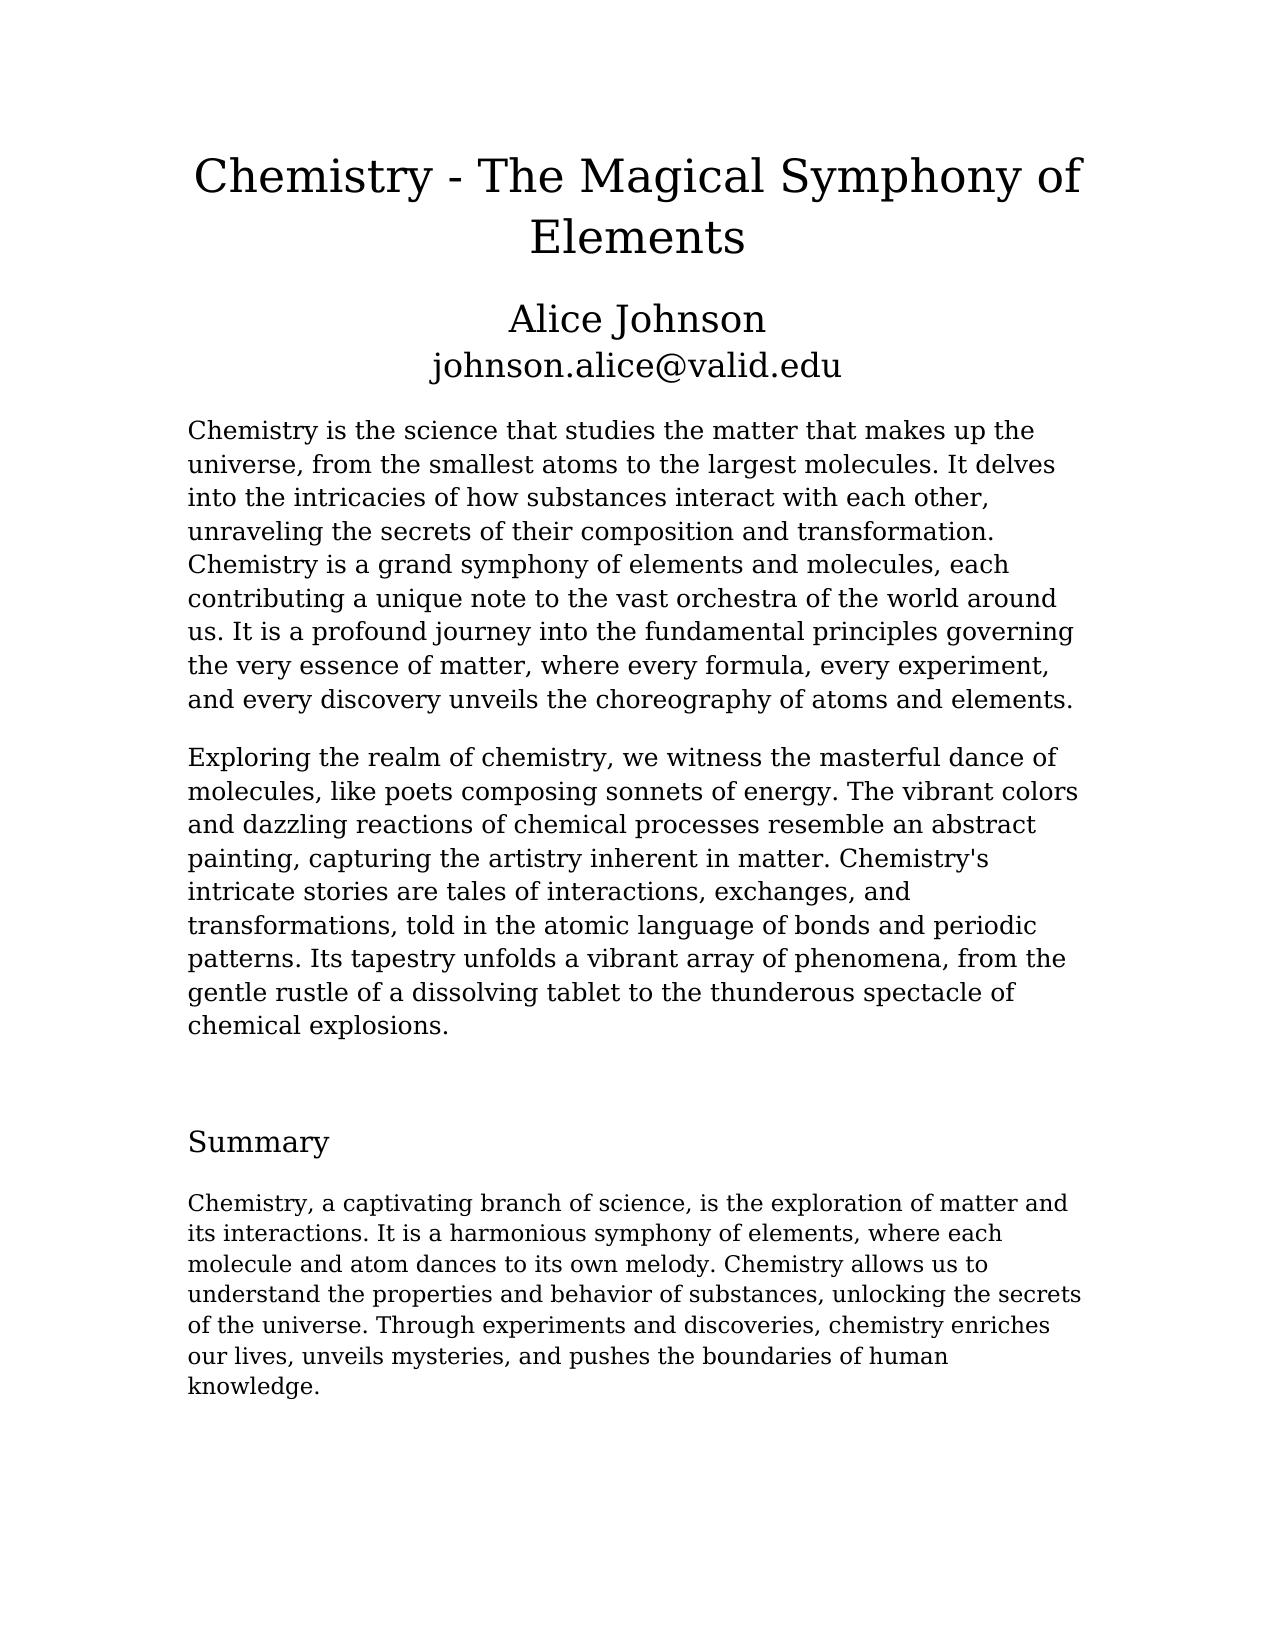 Chemistry - The Magical Symphony of
Elements
Alice Johnson
johnson.alice@valid.edu
Chemistry is the science that studies the matter that makes up the
universe, from the smallest atoms to the largest molecules. It delves
into the intricacies of how substances interact with each other,
unraveling the secrets of their composition and transformation.
Chemistry is a grand symphony of elements and molecules, each
contributing a unique note to the vast orchestra of the world around
us. It is a profound journey into the fundamental principles governing
the very essence of matter, where every formula, every experiment,
and every discovery unveils the choreography of atoms and elements.
Exploring the realm of chemistry, we witness the masterful dance of
molecules, like poets composing sonnets of energy. The vibrant colors
and dazzling reactions of chemical processes resemble an abstract
painting, capturing the artistry inherent in matter. Chemistry's
intricate stories are tales of interactions, exchanges, and
transformations, told in the atomic language of bonds and periodic
patterns. Its tapestry unfolds a vibrant array of phenomena, from the
gentle rustle of a dissolving tablet to the thunderous spectacle of
chemical explosions.
Summary
Chemistry, a captivating branch of science, is the exploration of matter and
its interactions. It is a harmonious symphony of elements, where each
molecule and atom dances to its own melody. Chemistry allows us to
understand the properties and behavior of substances, unlocking the secrets
of the universe. Through experiments and discoveries, chemistry enriches
our lives, unveils mysteries, and pushes the boundaries of human
knowledge.